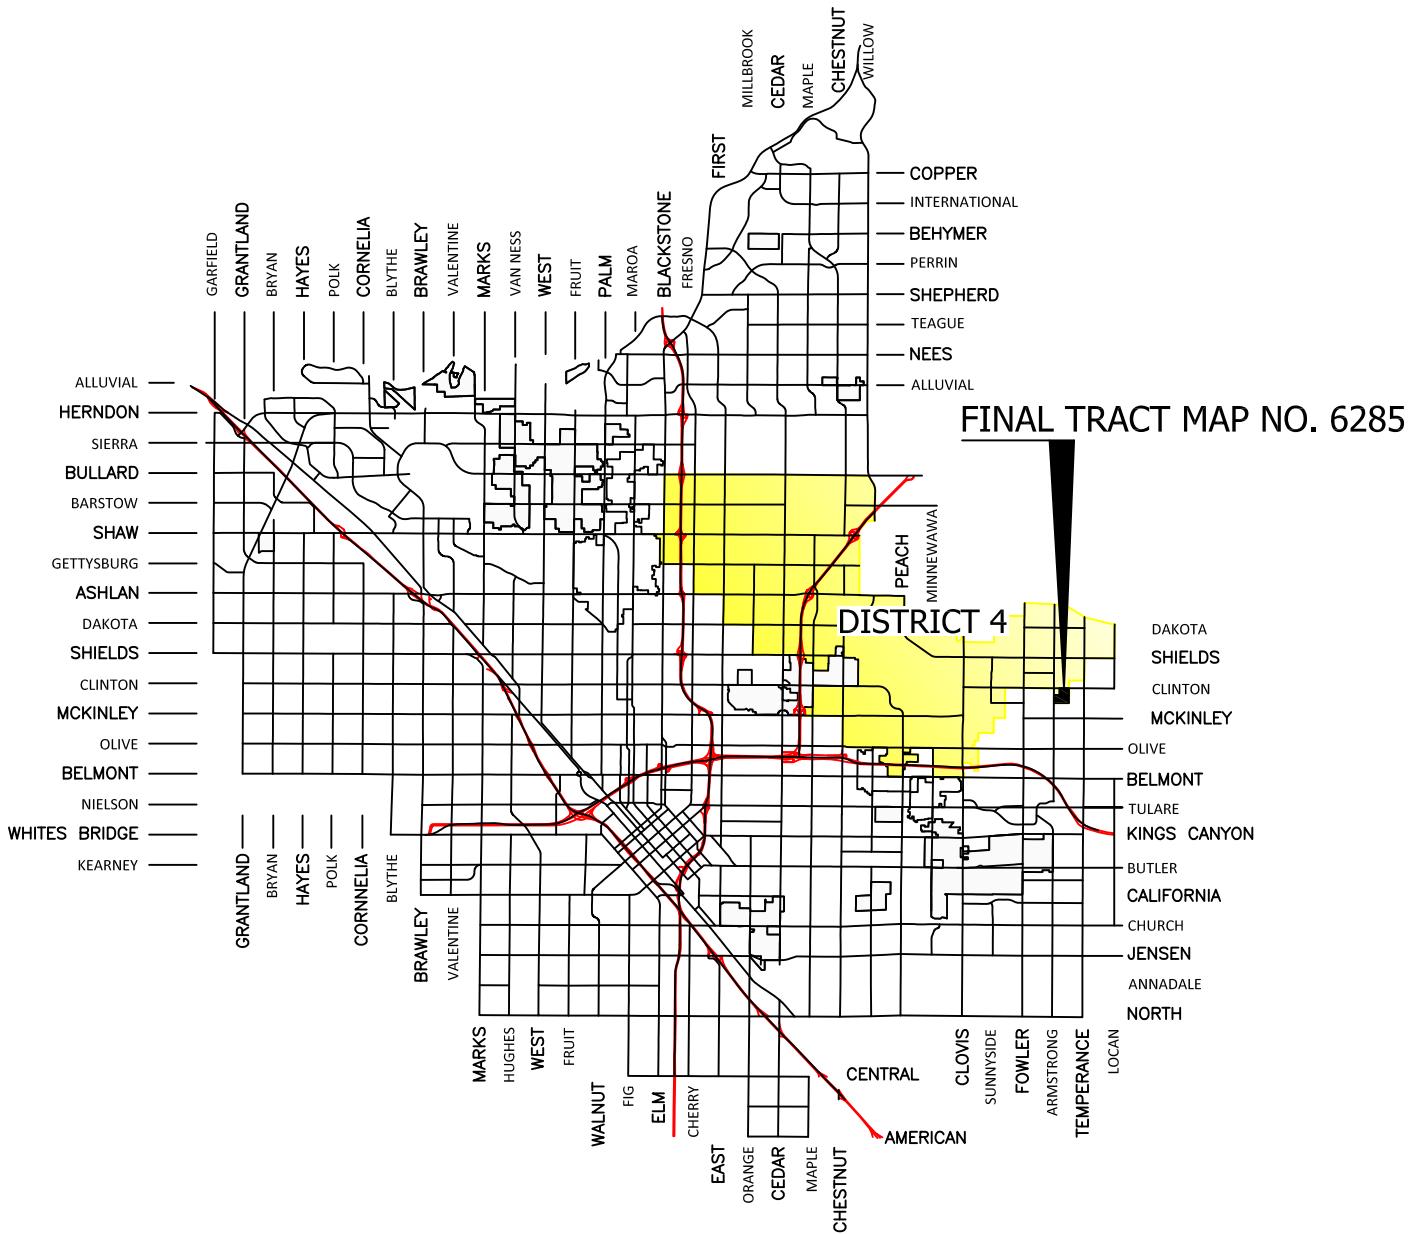 MILLBROOK
CEDAR
MAPLE
CHESTNUT
WILLOW
FIRST
COPPER
INTERNATIONAL
BEHYMER
PERRIN
SHEPHERD
TEAGUE
NEES
ALLUVIAL
GARFIELD
GRANTLAND
BRYAN
HAYES
POLK
CORNELIA
BLYTHE
BRAWLEY
VALENTINE
MARKS
VAN NESS
WEST
FRUIT
PALM
MAROA
BLACKSTONE
FRESNO
ALLUVIAL
HERNDON
SIERRA
BULLARD
BARSTOW
SHAW
GETTYSBURG
ASHLAN
DAKOTA
SHIELDS
CLINTON
MCKINLEY
OLIVE
BELMONT
NIELSON
WHITES BRIDGE
KEARNEY
FINAL TRACT MAP NO. 6285
PEACH
MINNEWAWA
DISTRICT 4
DAKOTA
SHIELDS
CLINTON
MCKINLEY
OLIVE
BELMONT
TULARE
KINGS CANYON
BUTLER
CALIFORNIA
CHURCH
JENSEN
ANNADALE
NORTH
GRANTLAND
BRYAN
HAYES
POLK
CORNNELIA
BLYTHE
BRAWLEY
VALENTINE
MARKS
HUGHES
WEST
FRUIT
WALNUT
FIG
ELM
CHERRY
EAST
ORANGE
CEDAR
MAPLE
CHESTNUT
CENTRAL
AMERICAN
CLOVIS
SUNNYSIDE
FOWLER
ARMSTRONG
TEMPERANCE
LOCAN